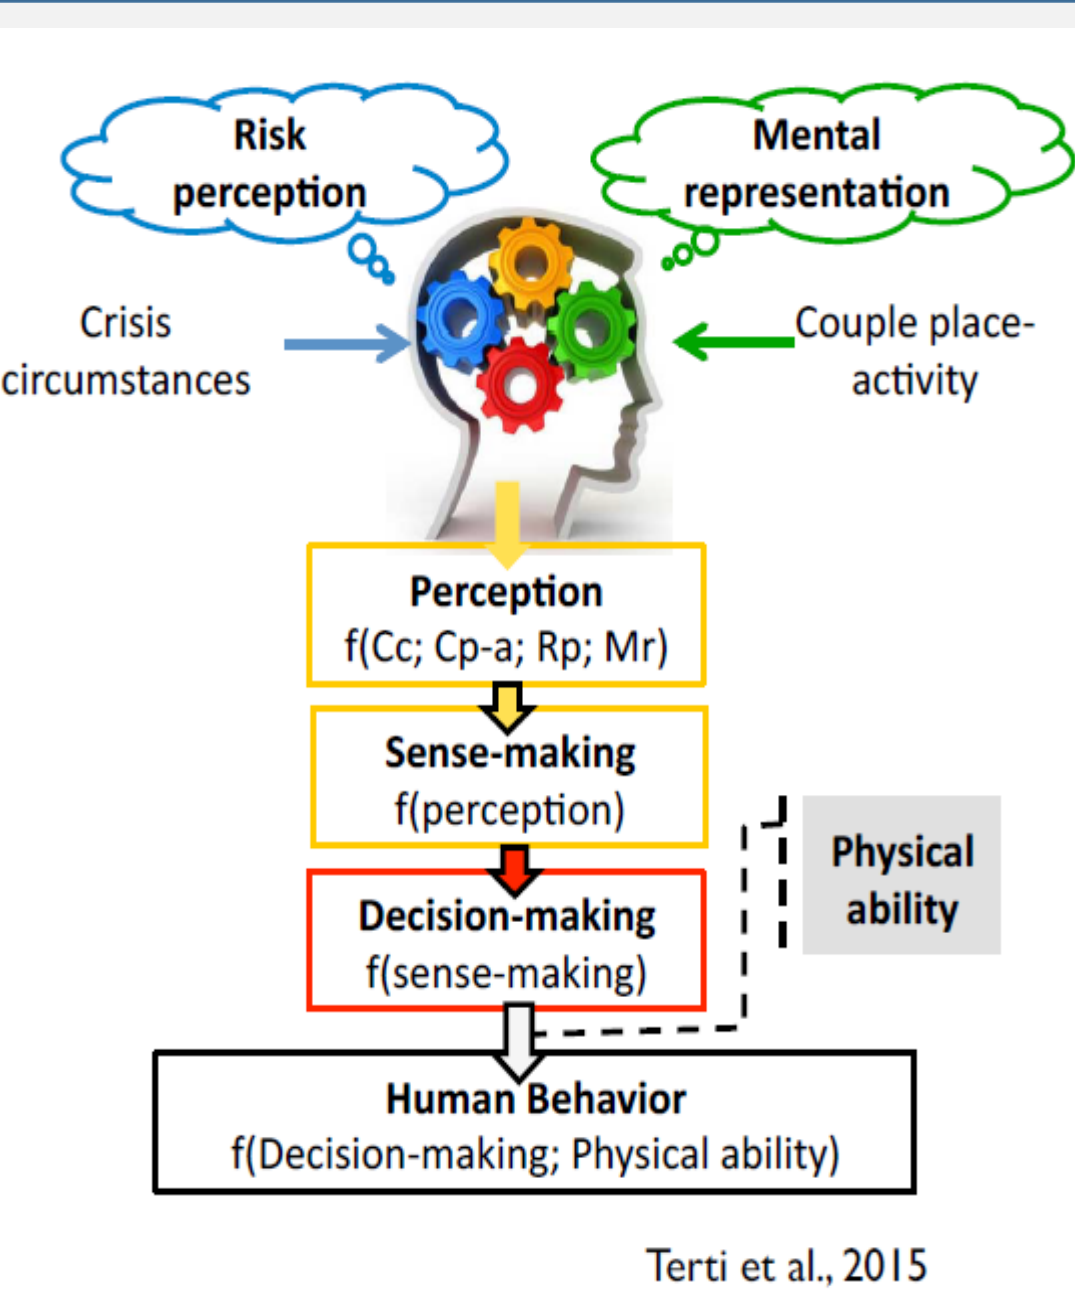 Risk
perception
Mental
representation
Crisis
circumstances
Couple place-
activity
Perception
f(Cc; Cp-a; Rp; Mr)
Sense-making
f(perception)
Decision-making
f(sense-making)
Physical
ability
Human Behavior
f(Decision-making; Physical ability)
Terti et al., 2015